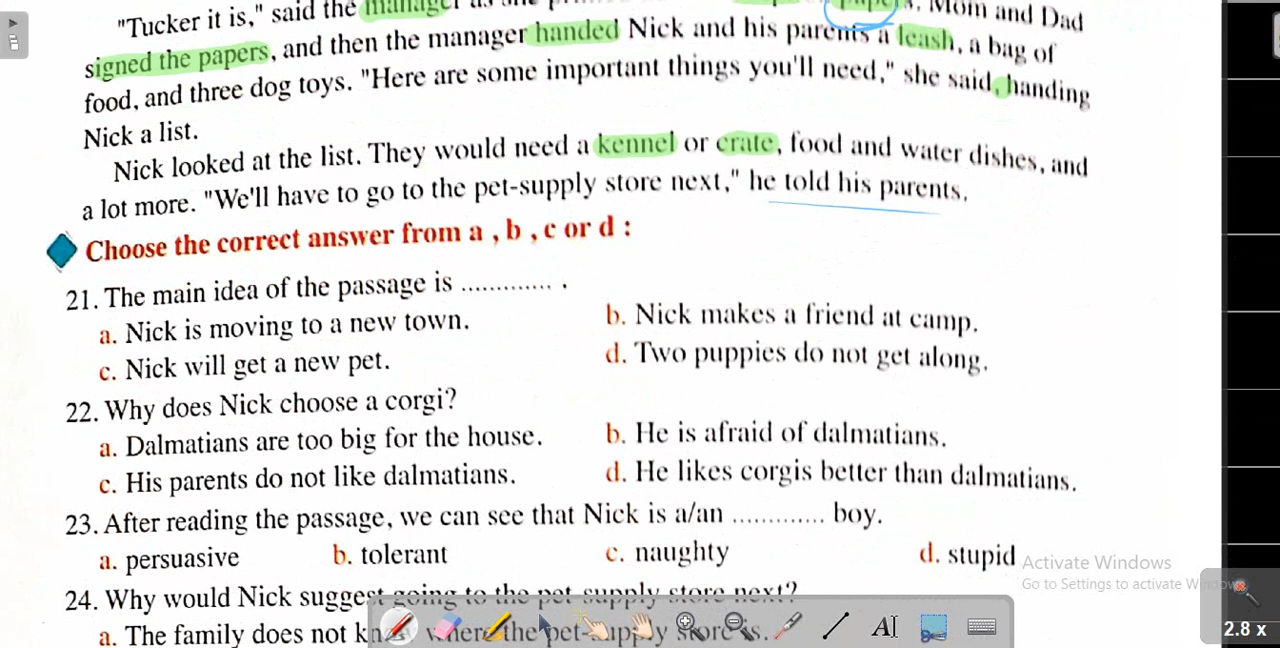 "Tucker it is," said the manager
papers. Mom and Dad
signed the papers, and then the manager handed Nick and his parents a leash, a bag of
food, and three dog toys. "Here are some important things you'll need," she said, handing
Nick a list.
Nick looked at the list. They would need a kennel or crate, food and water dishes, and
a lot more. "We'll have to go to the pet-supply store next," he told his parents.
Choose the correct answer from a , b , c or d :
21. The main idea of the passage is ............. .
a. Nick is moving to a new town.
b. Nick makes a friend at camp.
c. Nick will get a new pet.
d. Two puppies do not get along.
22. Why does Nick choose a corgi?
a. Dalmatians are too big for the house.
b. He is afraid of dalmatians.
c. His parents do not like dalmatians.
d. He likes corgis better than dalmatians.
23. After reading the passage, we can see that Nick is a/an ............. boy.
a. persuasive
b. tolerant
c. naughty
d. stupid
Activate Windows
Go to Settings to activate Windows
24. Why would Nick suggest going to the pet supply store next?
a. The family does not know where the pet-supply store is.
AI
2.8 x